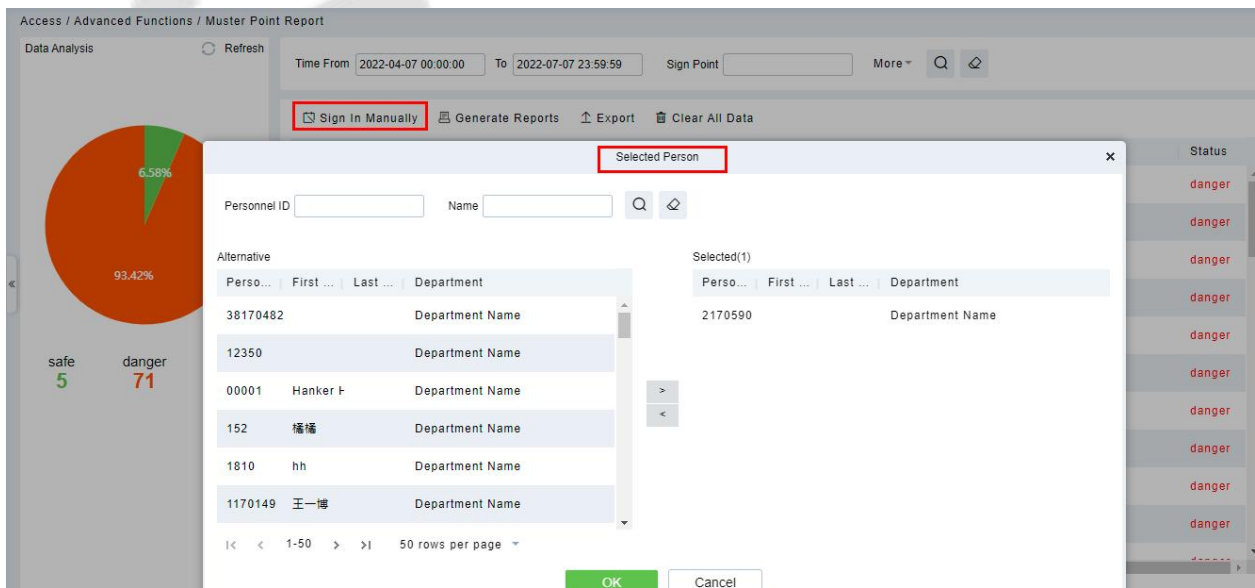 Access / Advanced Functions / Muster Point Report
Data Analysis
Refresh
Time From 2022-04-07 00:00:00 To 2022-07-07 23:59:59 Sign Point More
Sign In Manually Generate Reports Export Clear All Data
6.58%
93.42%
safe danger
5 71
Selected Person
Personnel ID Name
Alternative
Perso... First ... Last ... Department
38170482 Department Name
12350 Department Name
00001 Hanker Department Name
152 橘橘 Department Name
1810 hh Department Name
1170149 王一博 Department Name
1-50 50 rows per page
Selected(1)
Perso... First ... Last ... Department
2170590 Department Name
>
<
OK Cancel
Status
danger
danger
danger
danger
danger
danger
danger
danger
danger
danger